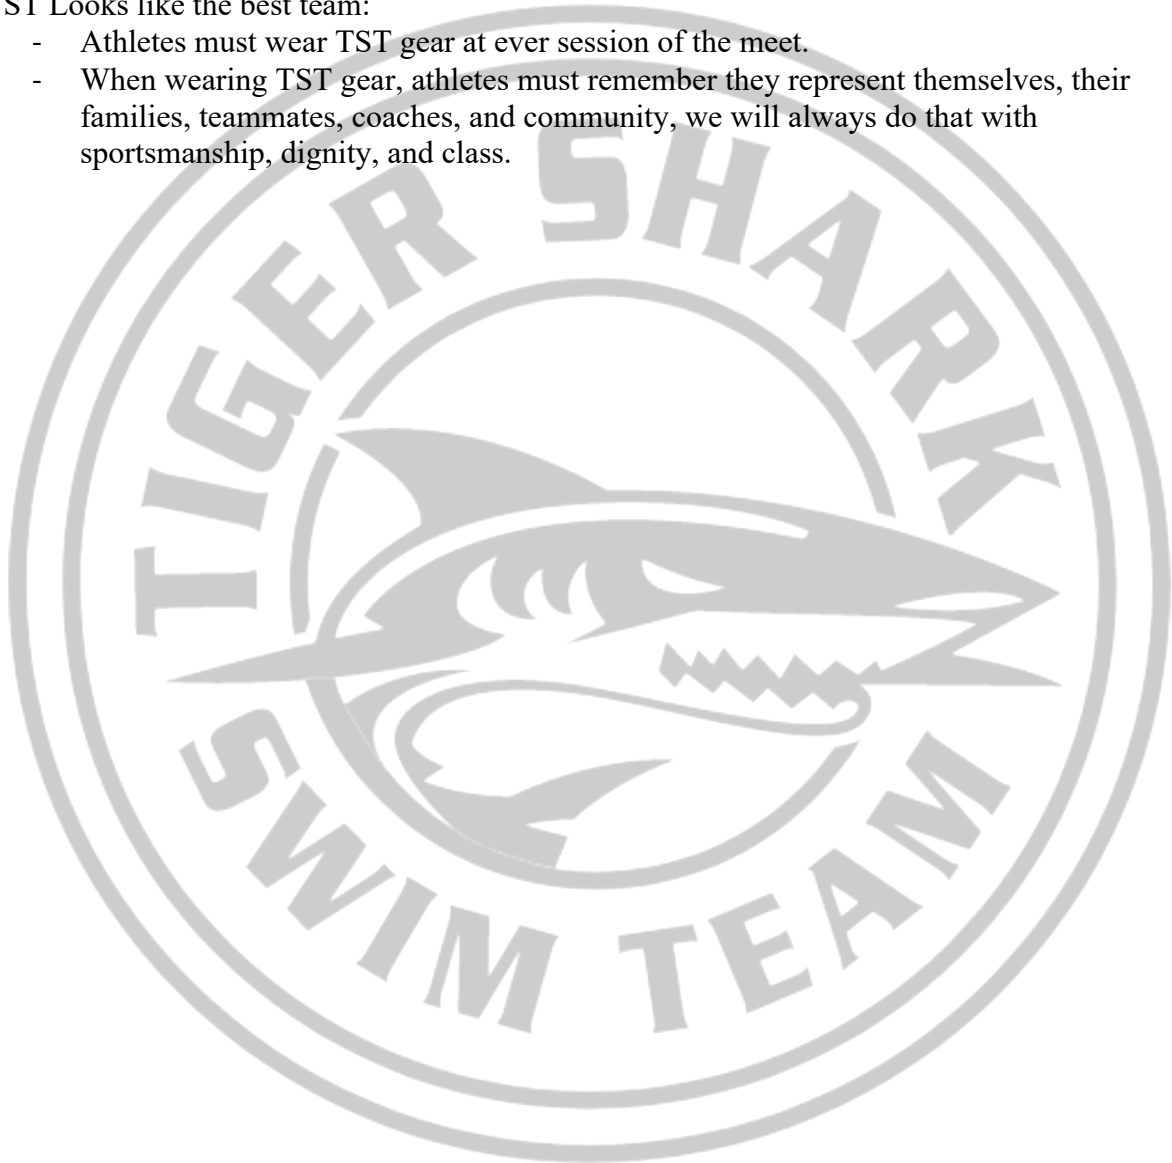 ST Looks like the best team:
- Athletes must wear TST gear at ever session of the meet.
- When wearing TST gear, athletes must remember they represent themselves, their
families, teammates, coaches, and community, we will always do that with
sportsmanship, dignity, and class.
TIGER SHARK
SWIM TEAM